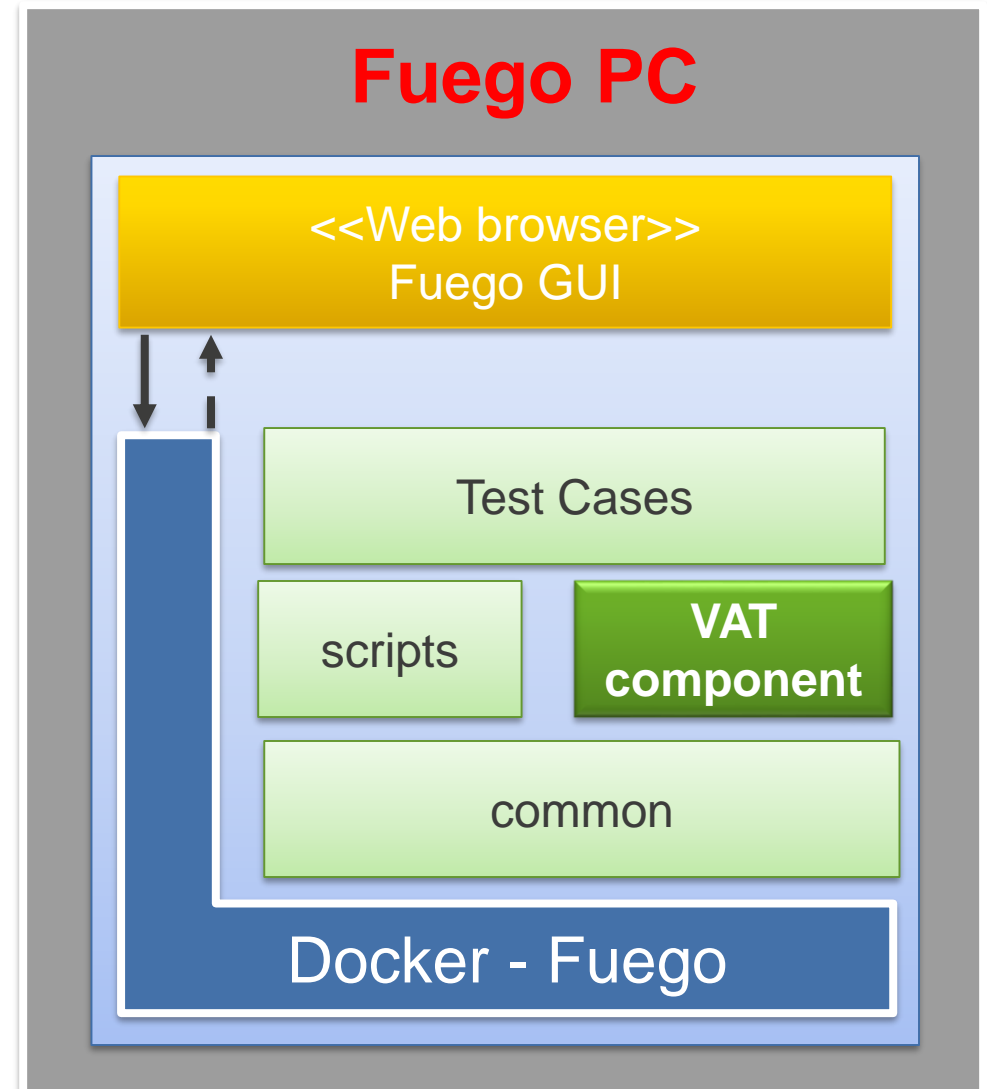 Fuego PC
<<Web browser>>
Fuego GUI
Test Cases
scripts
VAT
component
common
Docker - Fuego